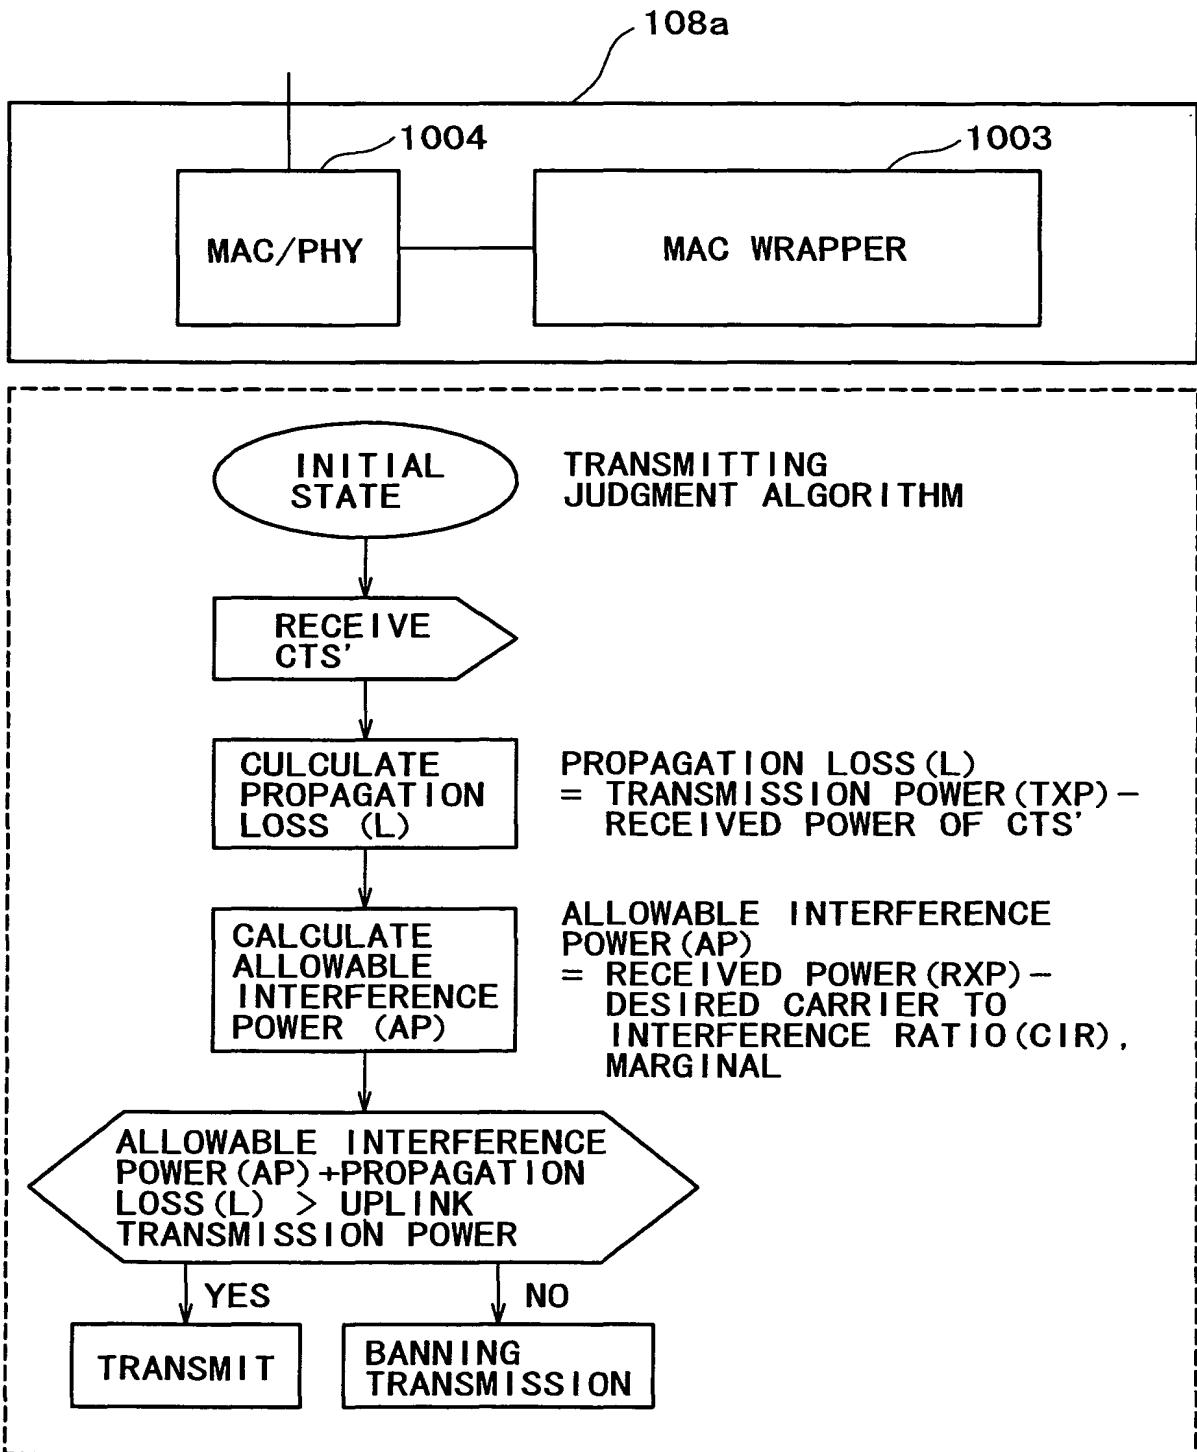 108a
1004
1003
MAC/PHY
MAC WRAPPER
INITIAL
STATE
TRANSMITTING
JUDGMENT ALGORITHM
RECEIVE
CTS'
CULCULATE
PROPAGATION
LOSS (L)
PROPAGATION LOSS(L)
= TRANSMISSION POWER(TXP)-
RECEIVED POWER OF CTS'
CALCULATE
ALLOWABLE
INTERFERENCE
POWER (AP)
ALLOWABLE INTERFERENCE
POWER(AP)
= RECEIVED POWER(RXP)-
DESIRED CARRIER TO
INTERFERENCE RATIO(CIR),
MARGINAL
ALLOWABLE INTERFERENCE
POWER(AP)+PROPAGATION
LOSS(L) > UPLINK
TRANSMISSION POWER
YES
NO
TRANSMIT
BANNING
TRANSMISSION